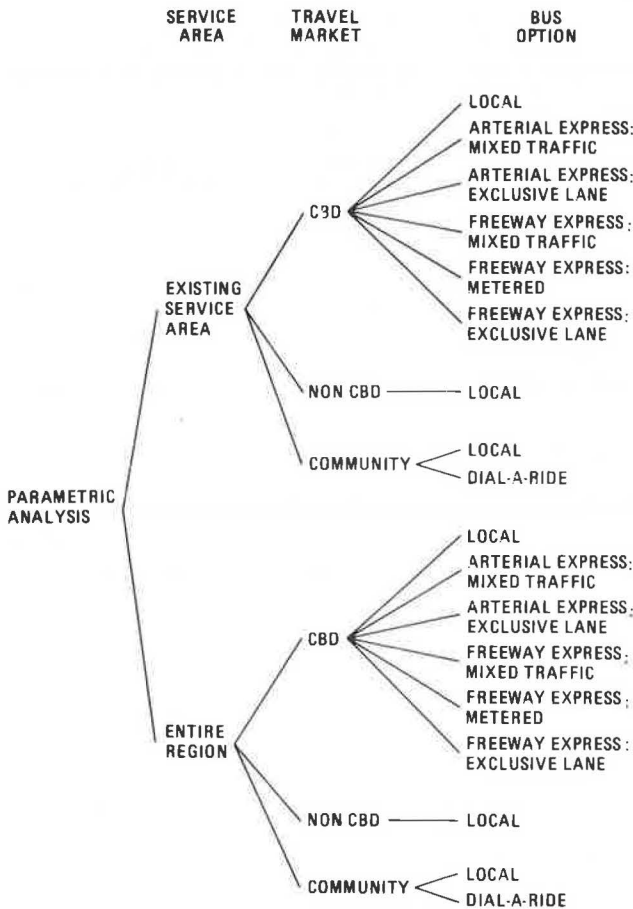 SERVICE AREA
TRAVEL MARKET
BUS OPTION
LOCAL
ARTERIAL EXPRESS:
MIXED TRAFFIC
ARTERIAL EXPRESS:
EXCLUSIVE LANE
CBD
FREEWAY EXPRESS:
MIXED TRAFFIC
FREEWAY EXPRESS:
METERED
EXISTING
SERVICE
AREA
FREEWAY EXPRESS:
EXCLUSIVE LANE
NON CBD
LOCAL
COMMUNITY
LOCAL
DIAL-A-RIDE
PARAMETRIC
ANALYSIS
LOCAL
ARTERIAL EXPRESS:
MIXED TRAFFIC
ARTERIAL EXPRESS:
EXCLUSIVE LANE
CBD
FREEWAY EXPRESS:
MIXED TRAFFIC
FREEWAY EXPRESS:
METERED
ENTIRE
REGION
FREEWAY EXPRESS:
EXCLUSIVE LANE
NON CBD
LOCAL
COMMUNITY
LOCAL
DIAL-A-RIDE